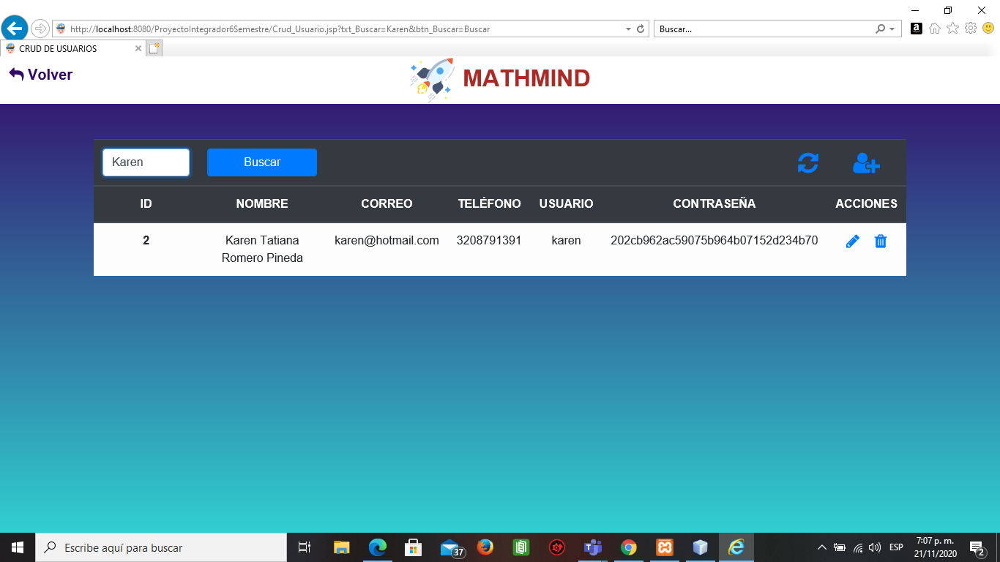 http://localhost:8080/ProyectoIntegrador6Semestre/Crud_Usuario.jsp?txt_Buscar=Karen&btn_Buscar=Buscar
Buscar...
CRUD DE USUARIOS
Volver
MATHMIND
Karen
Buscar
ID NOMBRE CORREO TELÉFONO USUARIO CONTRASEÑA ACCIONES
2 Karen Tatiana karen@hotmail.com 3208791391 karen 202cb962ac59075b964b07152d234b70
Romero Pineda
Escribe aquí para buscar
37
ESP
7:07 p. m.
21/11/2020
2